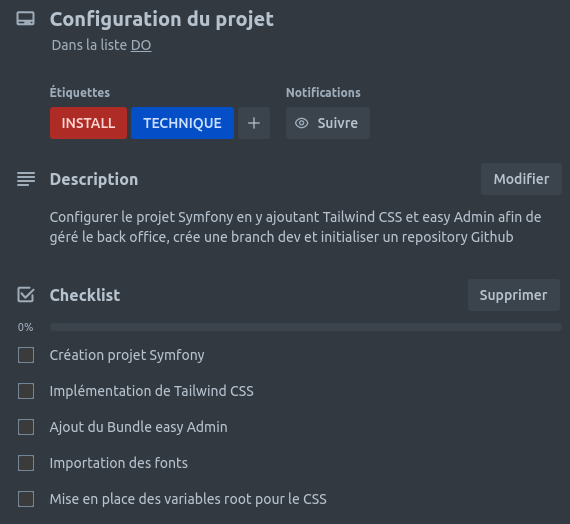 Configuration du projet
Dans la liste DO
Étiquettes
Notifications
INSTALL
TECHNIQUE
+
Suivre
Description
Modifier
Configurer le projet Symfony en y ajoutant Tailwind CSS et easy Admin afin de
géré le back office, crée une branch dev et initialiser un repository Github
Checklist
Supprimer
0%
Création projet Symfony
Implémentation de Tailwind CSS
Ajout du Bundle easy Admin
Importation des fonts
Mise en place des variables root pour le CSS